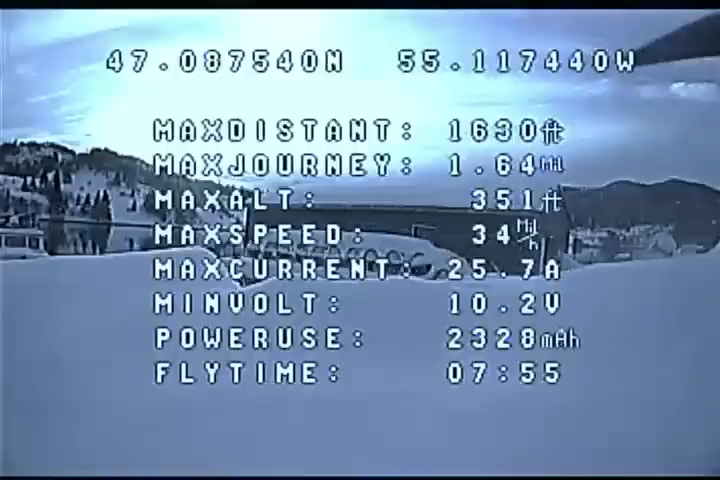 47.087540N 55.117440W
MAXDISTANT: 1630ft
MAXJOURNEY: 1.64Mi
MAXALT: 351ft
MAXSPEED: 34Mil/h
MAXCURRENT: 25.7A
MINVOLT: 10.2V
POWERUSE: 2328mAh
FLYTIME: 07:55